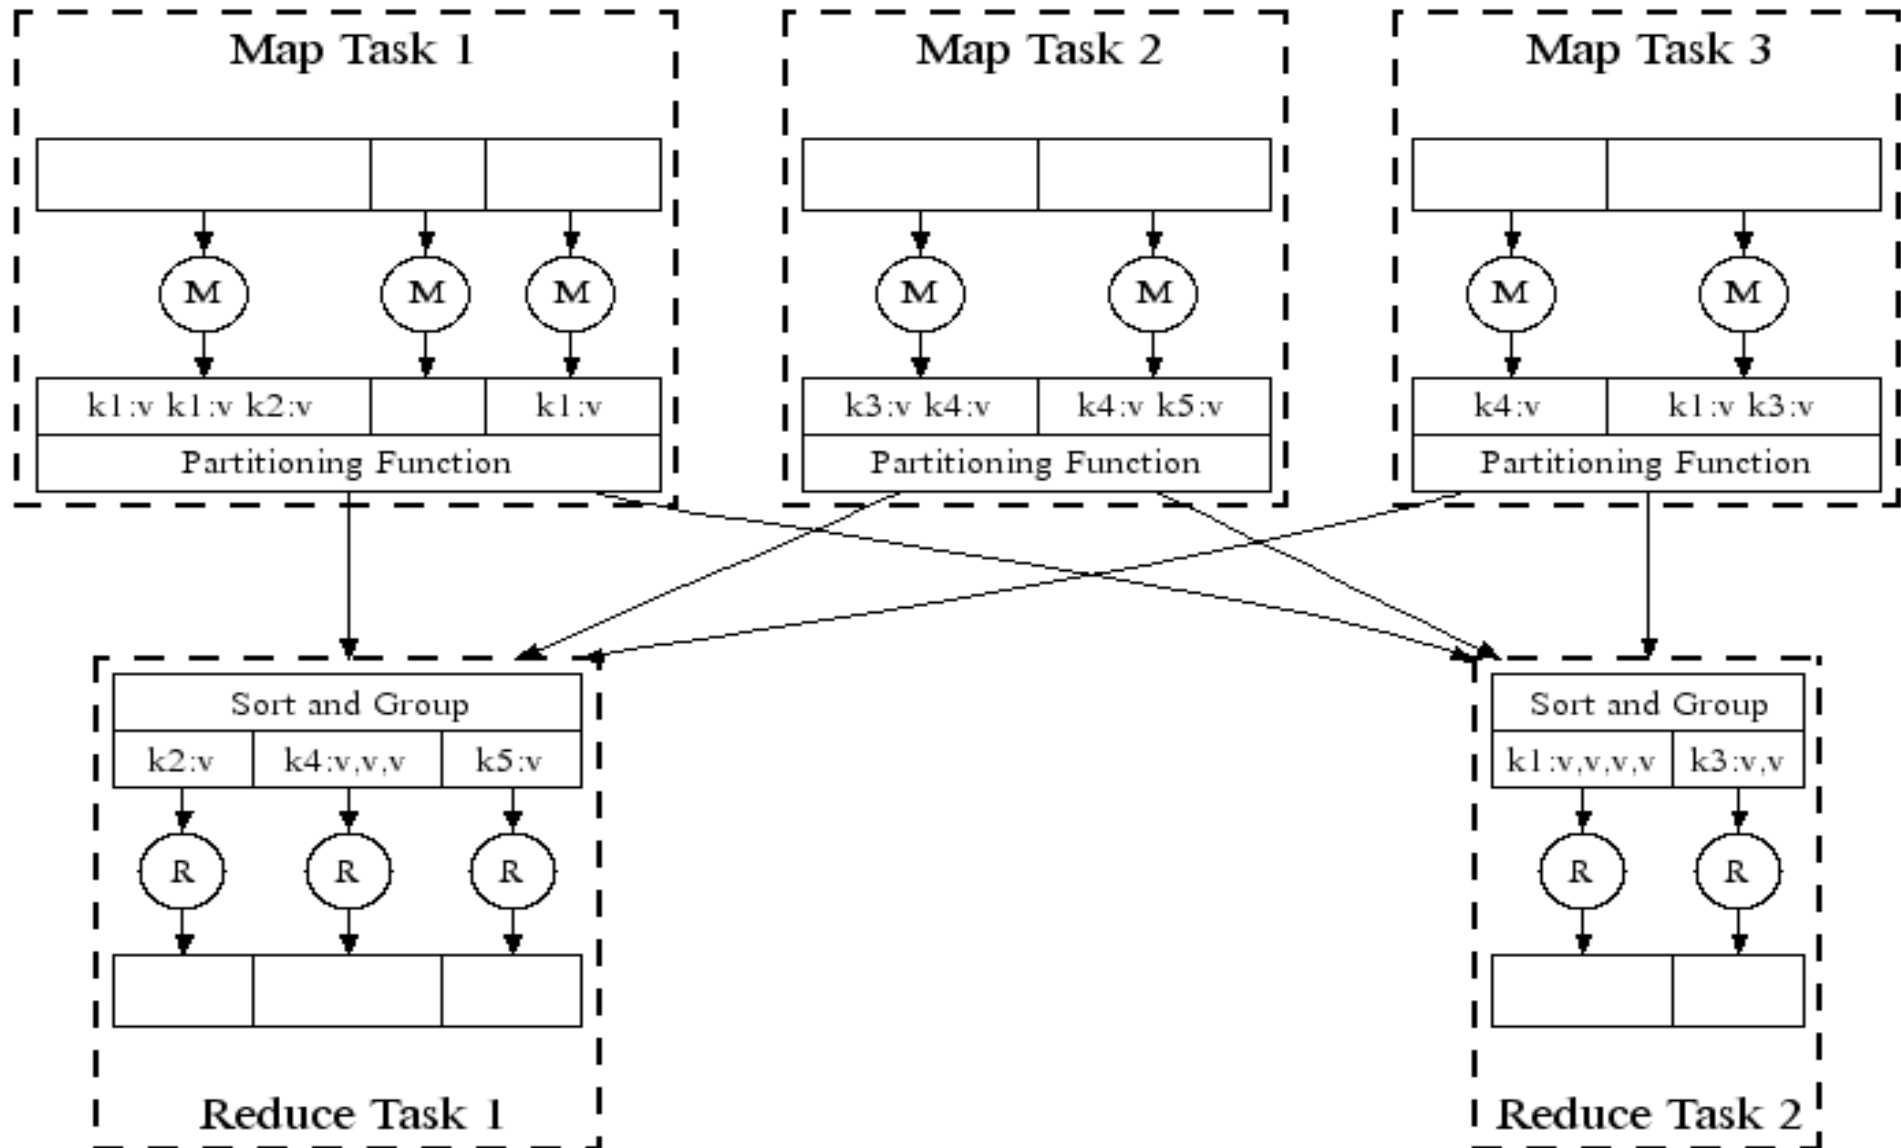 Map Task 1
Map Task 2
Map Task 3
M
M
M
M
M
M
M
k1:v k1:v k2:v
k1:v
k3:v k4:v
k4:v k5:v
k4:v
k1:v k3:v
Partitioning Function
Partitioning Function
Partitioning Function
Sort and Group
Sort and Group
k2:v
k4:v,v,v
k5:v
k1:v,v,v,v
k3:v,v
R
R
R
R
R
Reduce Task 1
Reduce Task 2